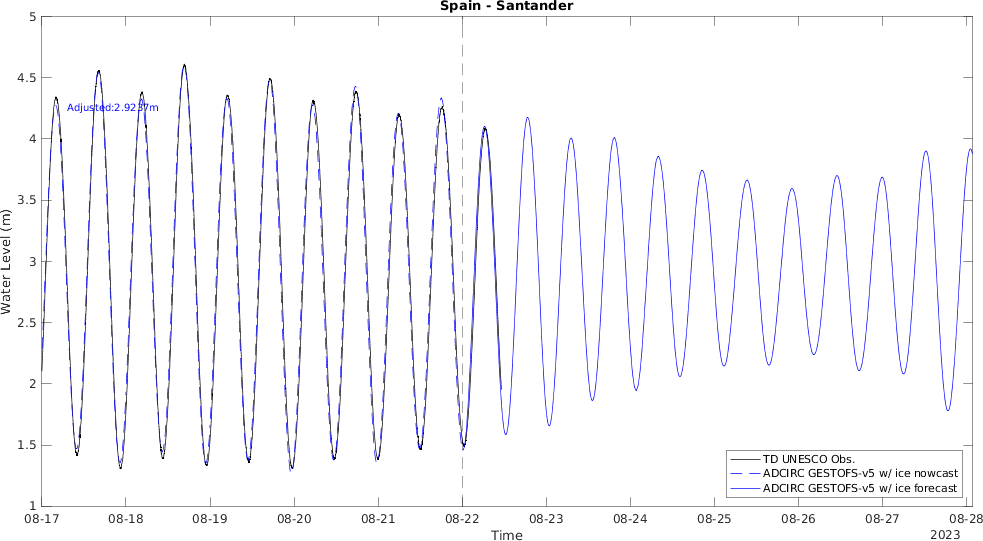 Spain - Santander
5
4.5
4
3.5
3
2.5
2
1.5
1
Water Level (m)
Adjusted:2.9237m
TD UNESCO Obs.
ADCIRC GESTOFS-v5 w/ ice nowcast
ADCIRC GESTOFS-v5 w/ ice forecast
08-17 08-18 08-19 08-20 08-21 08-22 08-23 08-24 08-25 08-26 08-27 08-28
Time
2023